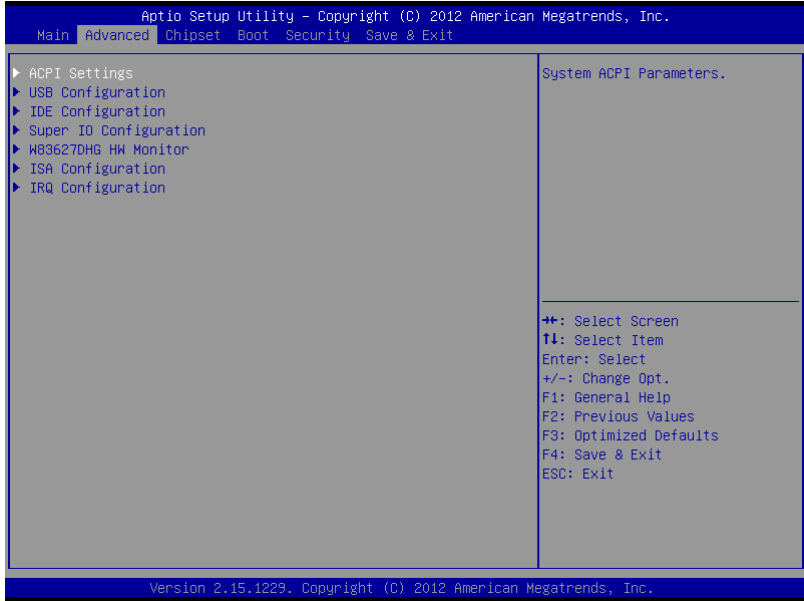 Aptio Setup Utility – Copyright (C) 2012 American Megatrends, Inc.
Main Advanced Chipset Boot Security Save & Exit
ACPI Settings
USB Configuration
IDE Configuration
Super IO Configuration
W83627DHG HW Monitor
ISA Configuration
IRQ Configuration
System ACPI Parameters.
→←: Select Screen
↑↓: Select Item
Enter: Select
+/-: Change Opt.
F1: General Help
F2: Previous Values
F3: Optimized Defaults
F4: Save & Exit
ESC: Exit
Version 2.15.1229. Copyright (C) 2012 American Megatrends, Inc.